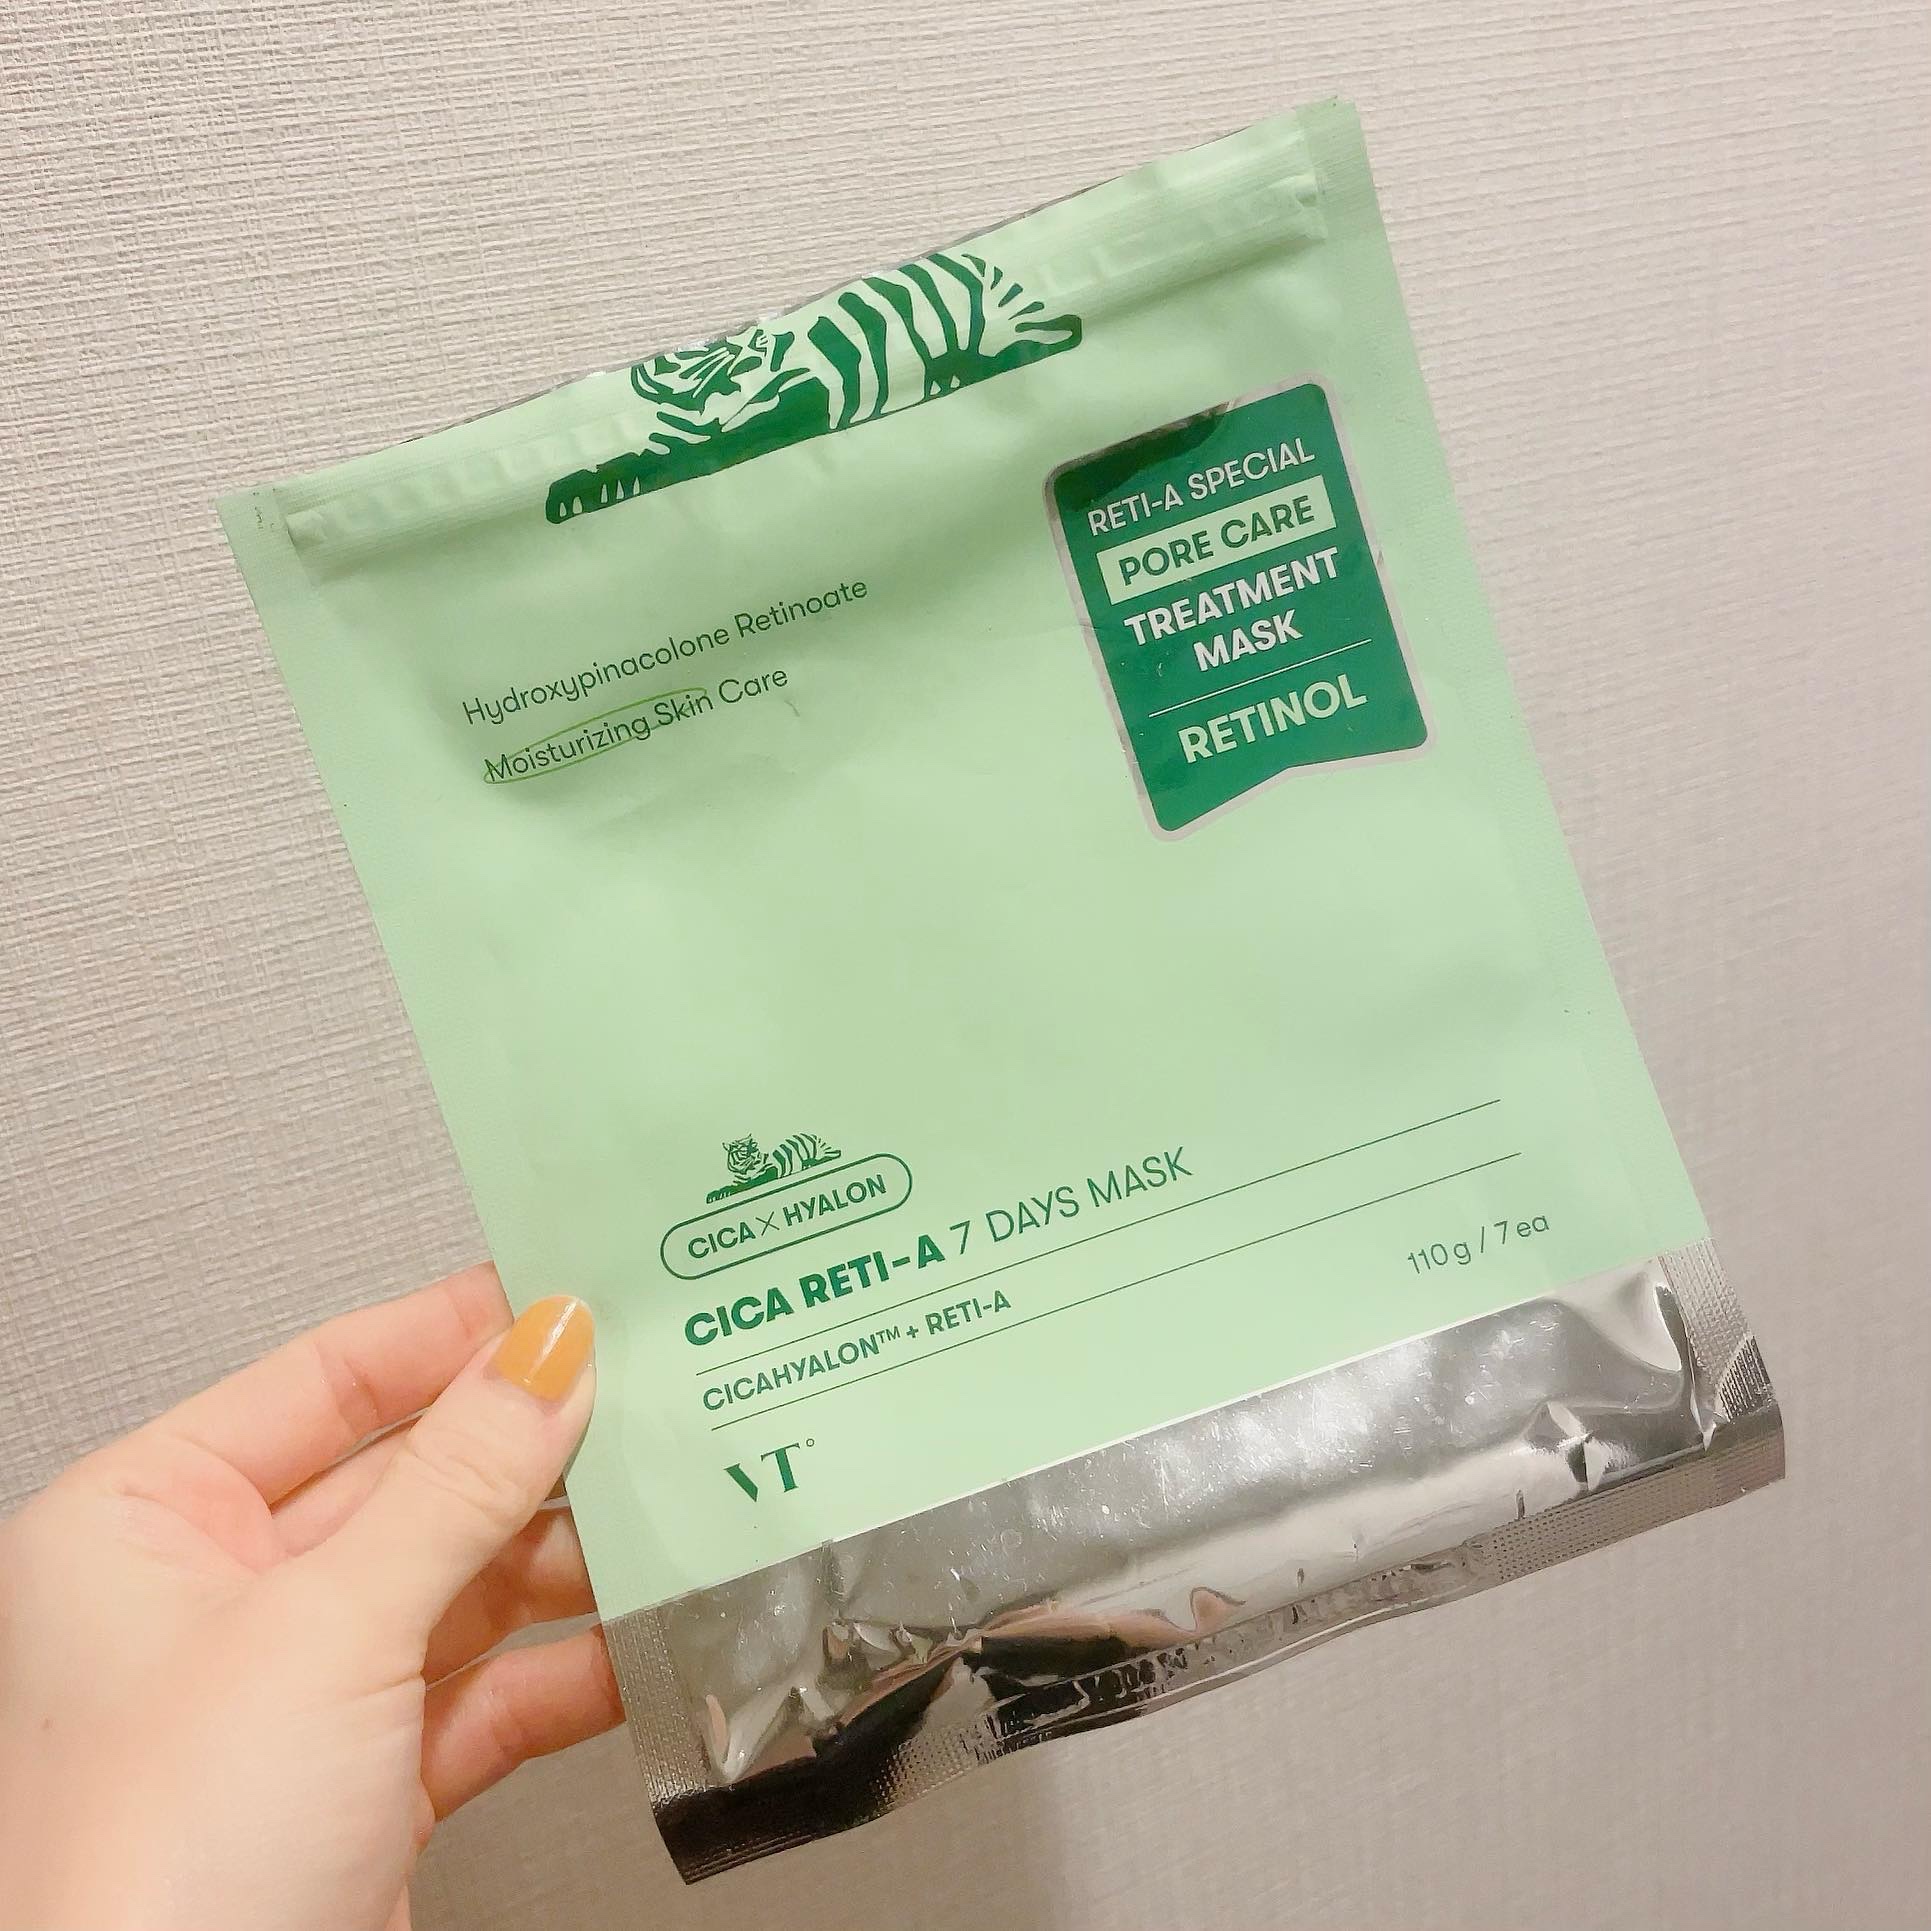 RETI-A SPECIAL
PORE CARE
TREATMENT
MASK
RETINOL
Hydroxypinacolone Retinoate
Moisturizing Skin Care
CICA × HYALON
CICA RETI-A 7 DAYS MASK
CICAHYALON™ + RETI-A
110g / 7ea
VT°